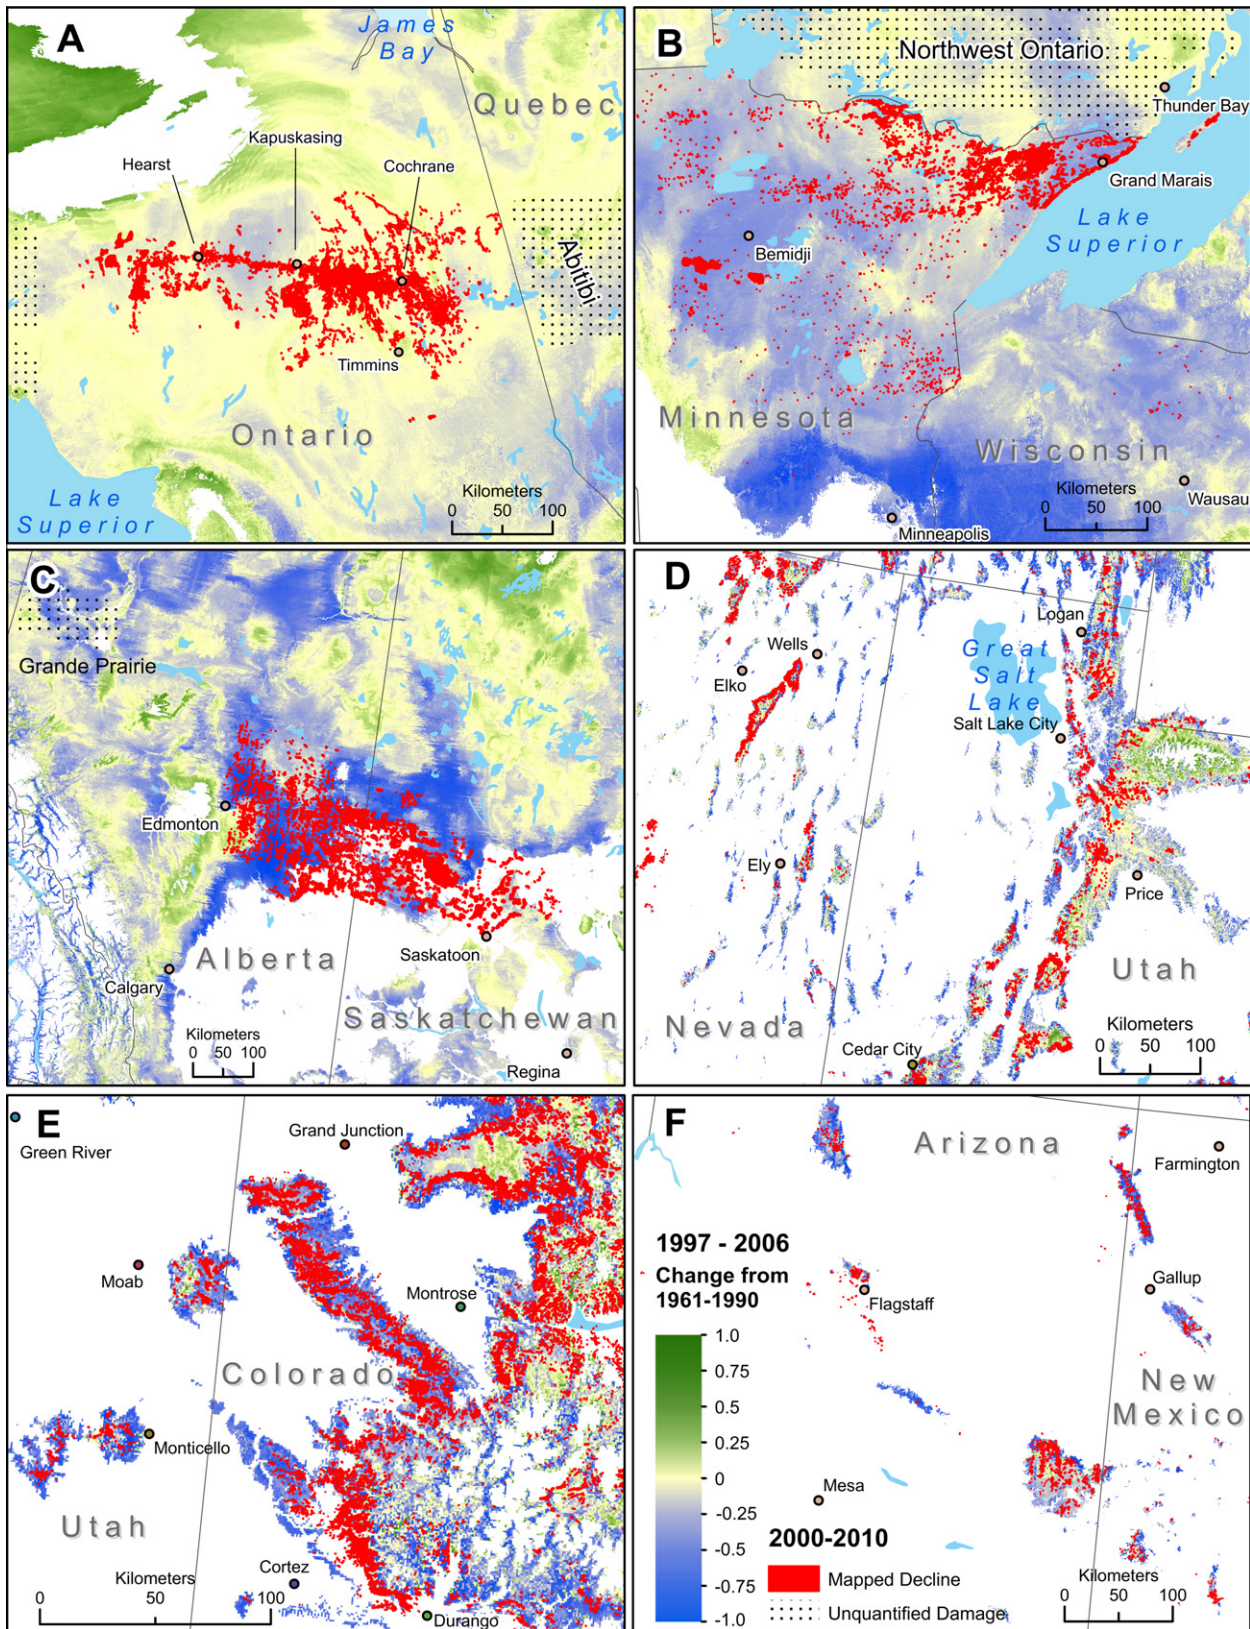 A
James
Bay
Quebec
Kapuskasing
Hearst
Cochrane
Abitibi
Timmins
Ontario
Lake
Superior
Kilometers
0 50 100
B
Northwest Ontario
Thunder Bay
Grand Marais
Lake
Superior
Bemidji
Minnesota
Wisconsin
Kilometers
0 50 100
Wausau
Minneapolis
C
Grande Prairie
Edmonton
Alberta
Saskatoon
Calgary
Saskatchewan
Kilometers
0 50 100
Regina
D
Logan
Wells
Great
Salt
Lake
Elko
Salt Lake City
Ely
Price
Utah
Nevada
Kilometers
0 50 100
Cedar City
E
Grand Junction
Green River
Moab
Montrose
Colorado
Monticello
Utah
Cortez
Kilometers
0 50 100
Durango
F
Arizona
Farmington
1997 - 2006
Change from
1961-1990
Gallup
Flagstaff
1.0
0.75
0.5
0.25
0
-0.25
-0.5
-0.75
-1.0
New
Mexico
Mesa
2000-2010
Mapped Decline
Unquantified Damage
Kilometers
0 50 100